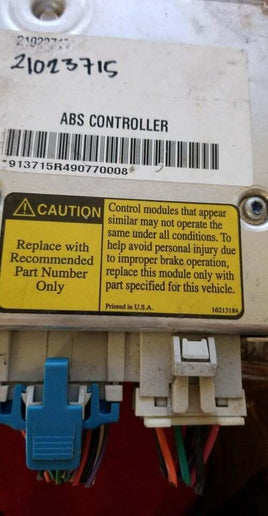 21023715
ABS CONTROLLER
*913715R490770008*
CAUTION
Replace with
Recommended
Part Number
Only
Control modules that appear
similar may not operate the
same under all conditions. To
help avoid personal injury due
to improper brake operation,
replace this module only with
part specified for this vehicle.
Printed in U.S.A.
16213184